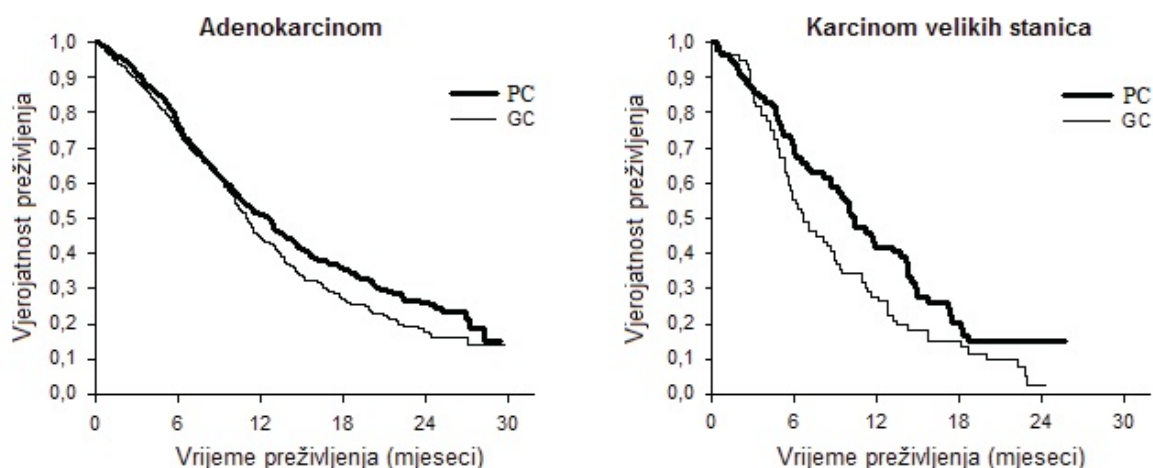 Adenokarcinom
Vjerojatnost preživljenja
1,0
0,9
0,8
0,7
0,6
0,5
0,4
0,3
0,2
0,1
0,0
PC
GC
0 6 12 18 24 30
Vrijeme preživljenja (mjeseci)
Karcinom velikih stanica
Vjerojatnost preživljenja
1,0
0,9
0,8
0,7
0,6
0,5
0,4
0,3
0,2
0,1
0,0
PC
GC
0 6 12 18 24 30
Vrijeme preživljenja (mjeseci)